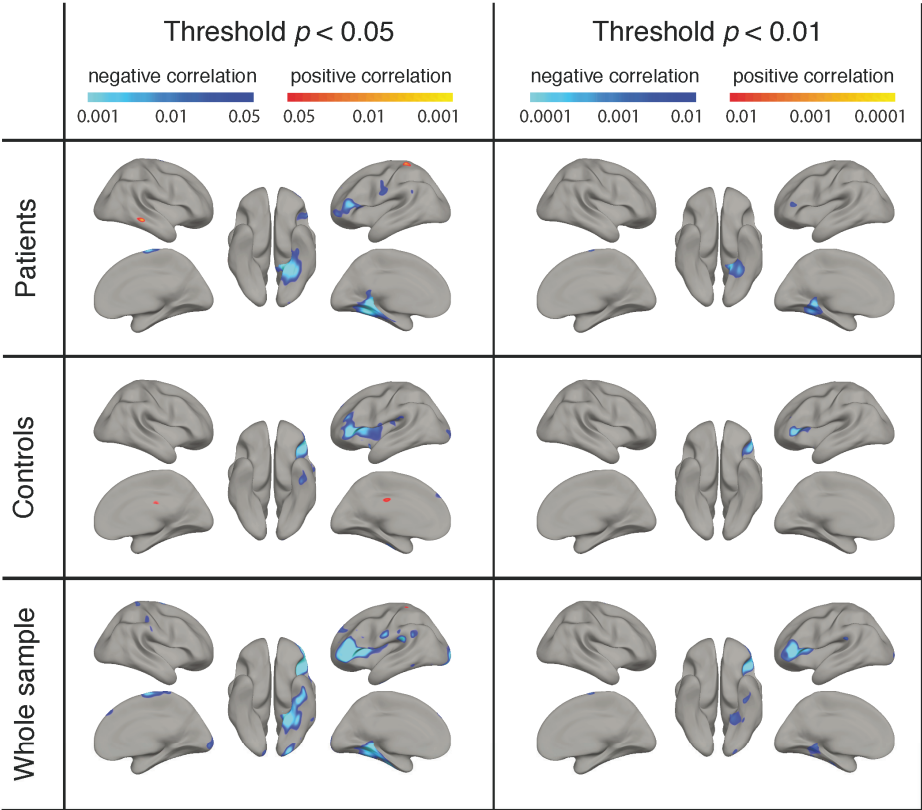 Threshold p < 0.05
Threshold p < 0.01
negative correlation positive correlation
negative correlation positive correlation
0.001 0.01 0.05 0.05 0.01 0.001
0.0001 0.001 0.01 0.01 0.001 0.0001
Patients
Controls
Whole sample